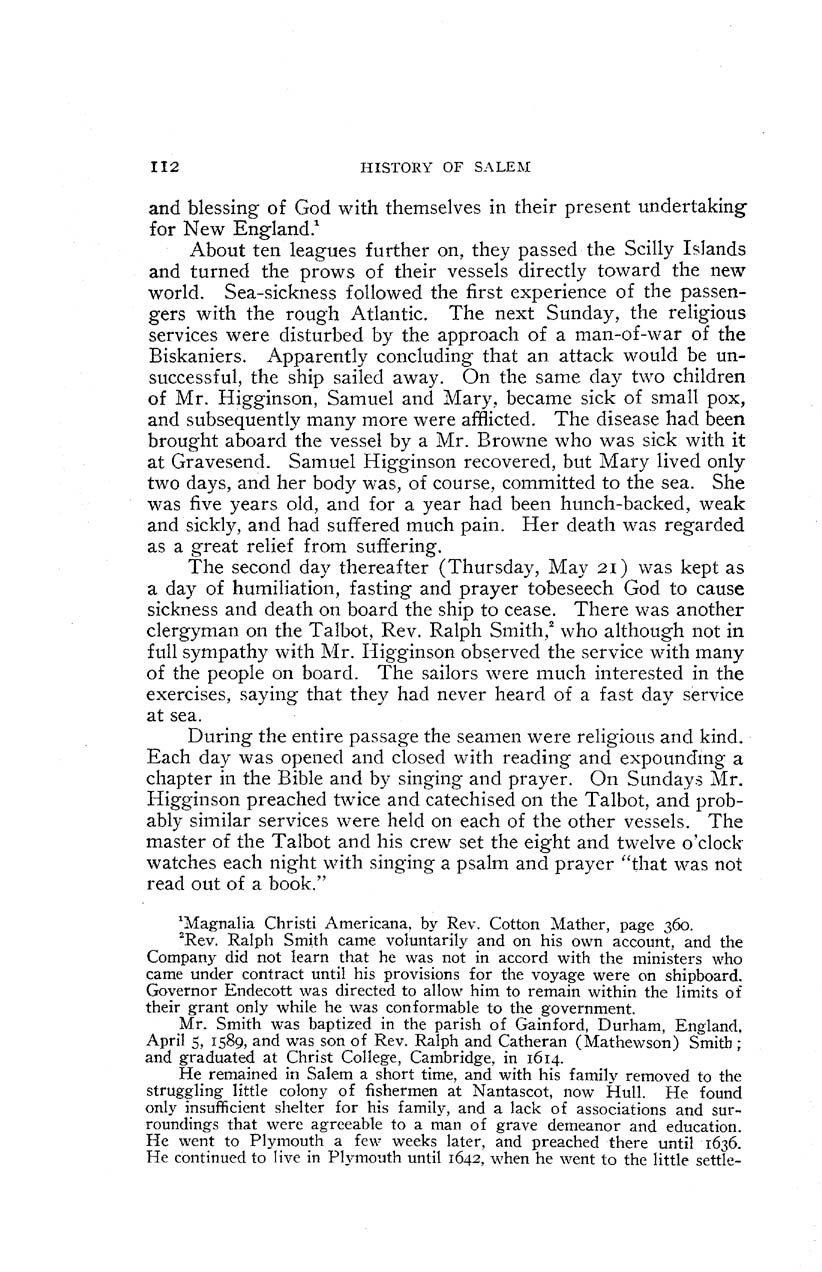 112 HISTORY OF SALEM
and blessing of God with themselves in their present undertaking
for New England.¹
About ten leagues further on, they passed the Scilly Islands
and turned the prows of their vessels directly toward the new
world. Sea-sickness followed the first experience of the passen-
gers with the rough Atlantic. The next Sunday, the religious
services were disturbed by the approach of a man-of-war of the
Biskaniers. Apparently concluding that an attack would be un-
successful, the ship sailed away. On the same day two children
of Mr. Higginson, Samuel and Mary, became sick of small pox,
and subsequently many more were afflicted. The disease had been
brought aboard the vessel by a Mr. Browne who was sick with it
at Gravesend. Samuel Higginson recovered, but Mary lived only
two days, and her body was, of course, committed to the sea. She
was five years old, and for a year had been hunch-backed, weak
and sickly, and had suffered much pain. Her death was regarded
as a great relief from suffering.
The second day thereafter (Thursday, May 21) was kept as
a day of humiliation, fasting and prayer tobeseech God to cause
sickness and death on board the ship to cease. There was another
clergyman on the Talbot, Rev. Ralph Smith,² who although not in
full sympathy with Mr. Higginson observed the service with many
of the people on board. The sailors were much interested in the
exercises, saying that they had never heard of a fast day service
at sea.
During the entire passage the seamen were religious and kind.
Each day was opened and closed with reading and expounding a
chapter in the Bible and by singing and prayer. On Sundays Mr.
Higginson preached twice and catechised on the Talbot, and prob-
ably similar services were held on each of the other vessels. The
master of the Talbot and his crew set the eight and twelve o'clock
watches each night with singing a psalm and prayer “that was not
read out of a book.”
¹Magnalia Christi Americana, by Rev. Cotton Mather, page 360.
²Rev. Ralph Smith came voluntarily and on his own account, and the
Company did not learn that he was not in accord with the ministers who
came under contract until his provisions for the voyage were on shipboard.
Governor Endecott was directed to allow him to remain within the limits of
their grant only while he was conformable to the government.
Mr. Smith was baptized in the parish of Gainford, Durham, England,
April 5, 1589, and was son of Rev. Ralph and Catheran (Mathewson) Smith;
and graduated at Christ College, Cambridge, in 1614.
He remained in Salem a short time, and with his family removed to the
struggling little colony of fishermen at Nantascot, now Hull. He found
only insufficient shelter for his family, and a lack of associations and sur-
roundings that were agreeable to a man of grave demeanor and education.
He went to Plymouth a few weeks later, and preached there until 1636.
He continued to live in Plymouth until 1642, when he went to the little settle-